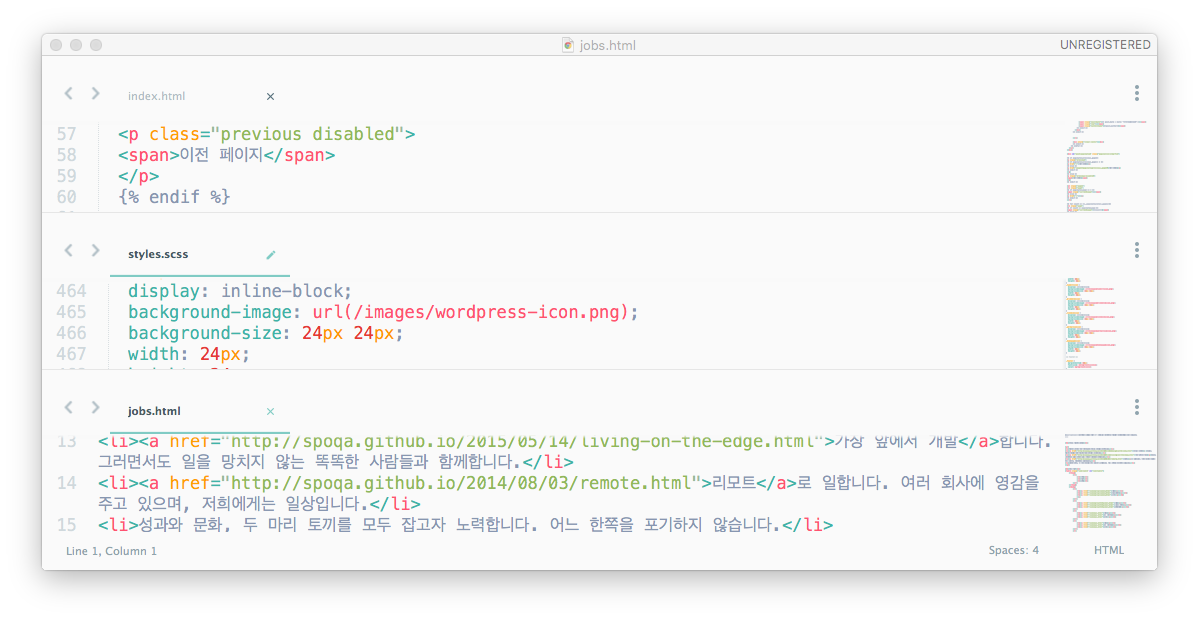 jobs.html
UNREGISTERED
index.html
57 <p class="previous disabled">
58 <span>이전 페이지</span>
59 </p>
60 {% endif %}
styles.scss
464 display: inline-block;
465 background-image: url(/images/wordpress-icon.png);
466 background-size: 24px 24px;
467 width: 24px;
jobs.html
13 <li><a href="http://spoqa.github.io/2015/05/14/living-on-the-edge.html">가장 앞에서 개발</a>합니다.
그러면서도 일을 망치지 않는 똑똑한 사람들과 함께합니다.</li>
14 <li><a href="http://spoqa.github.io/2014/08/03/remote.html">리모트</a>로 일합니다. 여러 회사에 영감을
주고 있으며, 저희에게는 일상입니다.</li>
15 <li>성과와 문화, 두 마리 토끼를 모두 잡고자 노력합니다. 어느 한쪽을 포기하지 않습니다.</li>
Line 1, Column 1
Spaces: 4
HTML